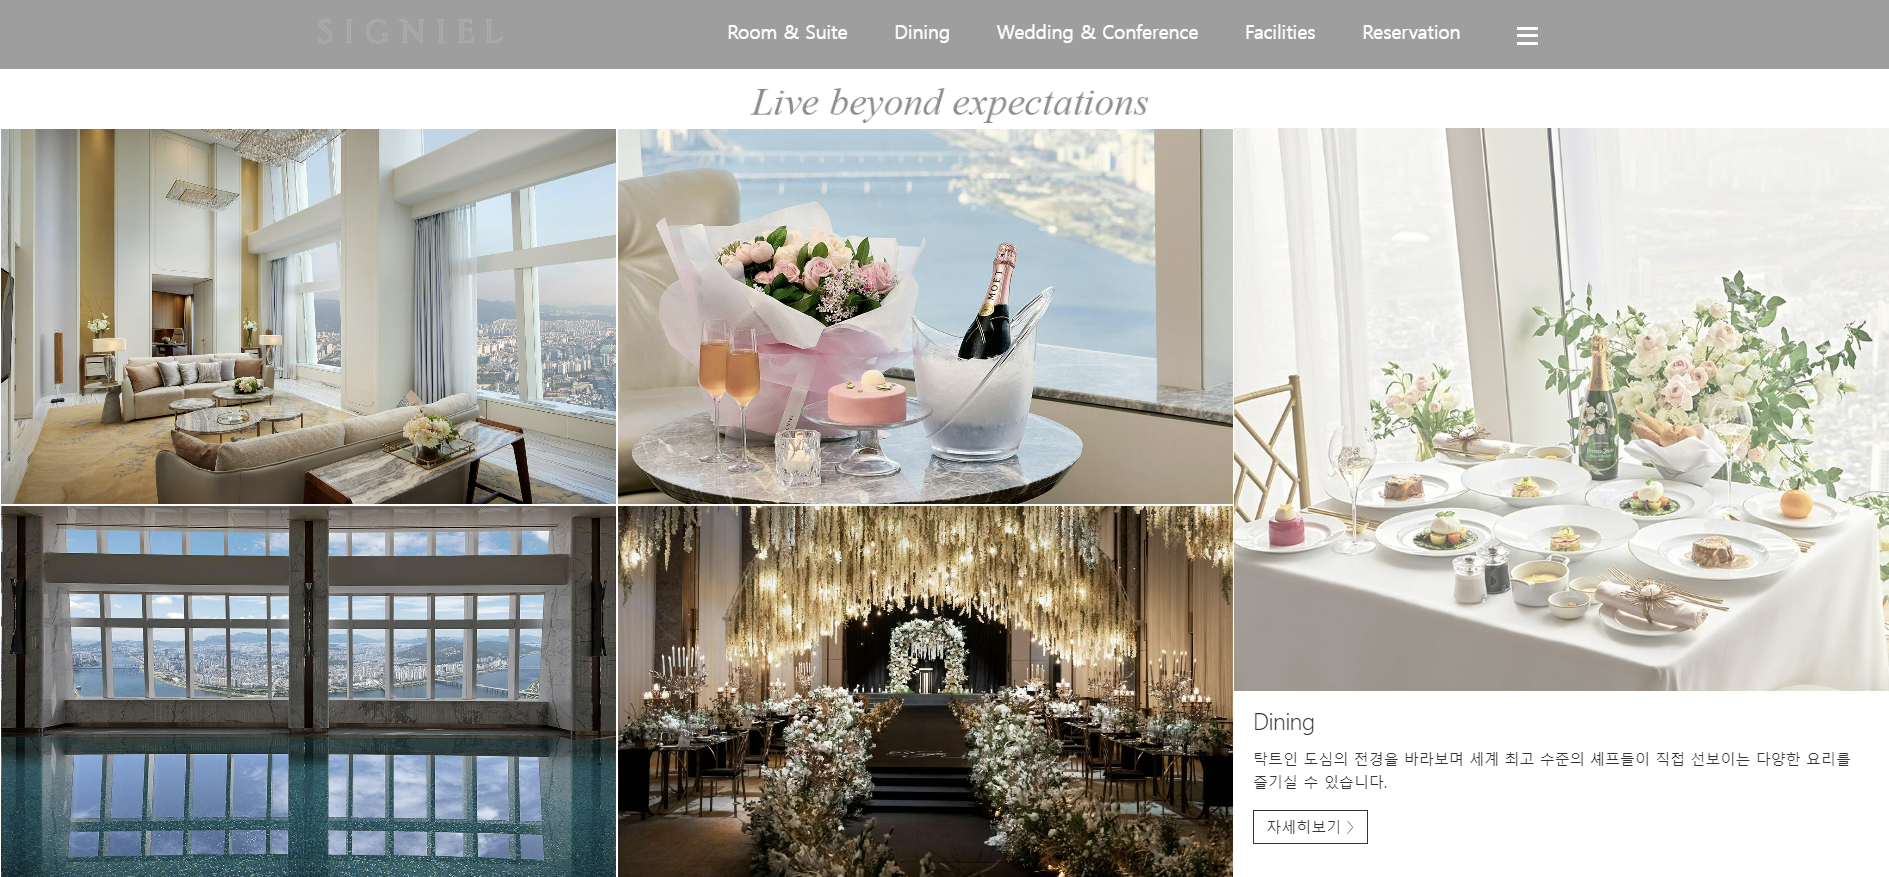 SIGNIEL
Room & Suite
Dining
Wedding & Conference
Facilities
Reservation
Live beyond expectations
MOET
Dining
탁트인 도심의 전경을 바라보며 세계 최고 수준의 셰프들이 직접 선보이는 다양한 요리를
즐기실 수 있습니다.
자세히보기 >